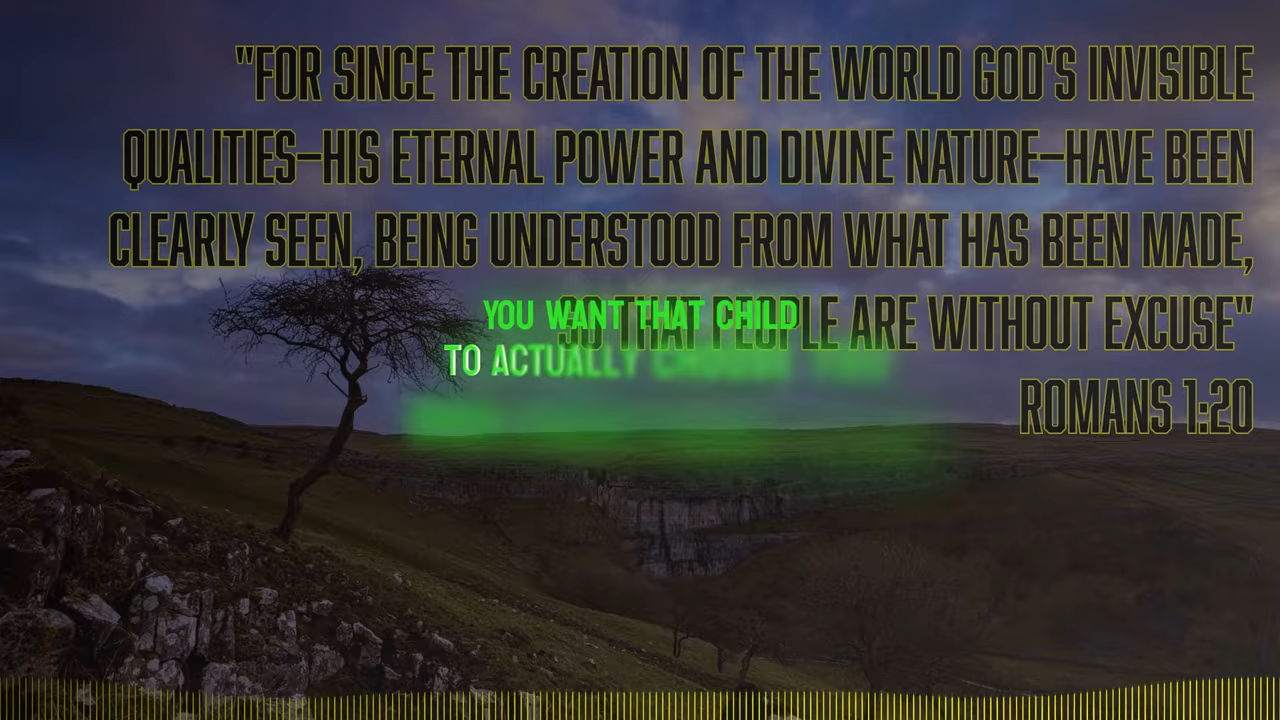 "FOR SINCE THE CREATION OF THE WORLD GOD'S INVISIBLE
QUALITIES—HIS ETERNAL POWER AND DIVINE NATURE—HAVE BEEN
CLEARLY SEEN, BEING UNDERSTOOD FROM WHAT HAS BEEN MADE,
SO THAT PEOPLE ARE WITHOUT EXCUSE"
ROMANS 1:20
YOU WANT THAT CHILD
TO ACTUALLY